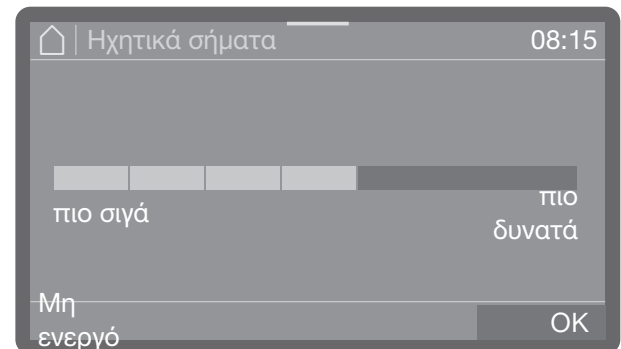 Ηχητικά σήματα 08:15
πιο σιγά
πιο
δυνατά
Μη
ενεργό
OK